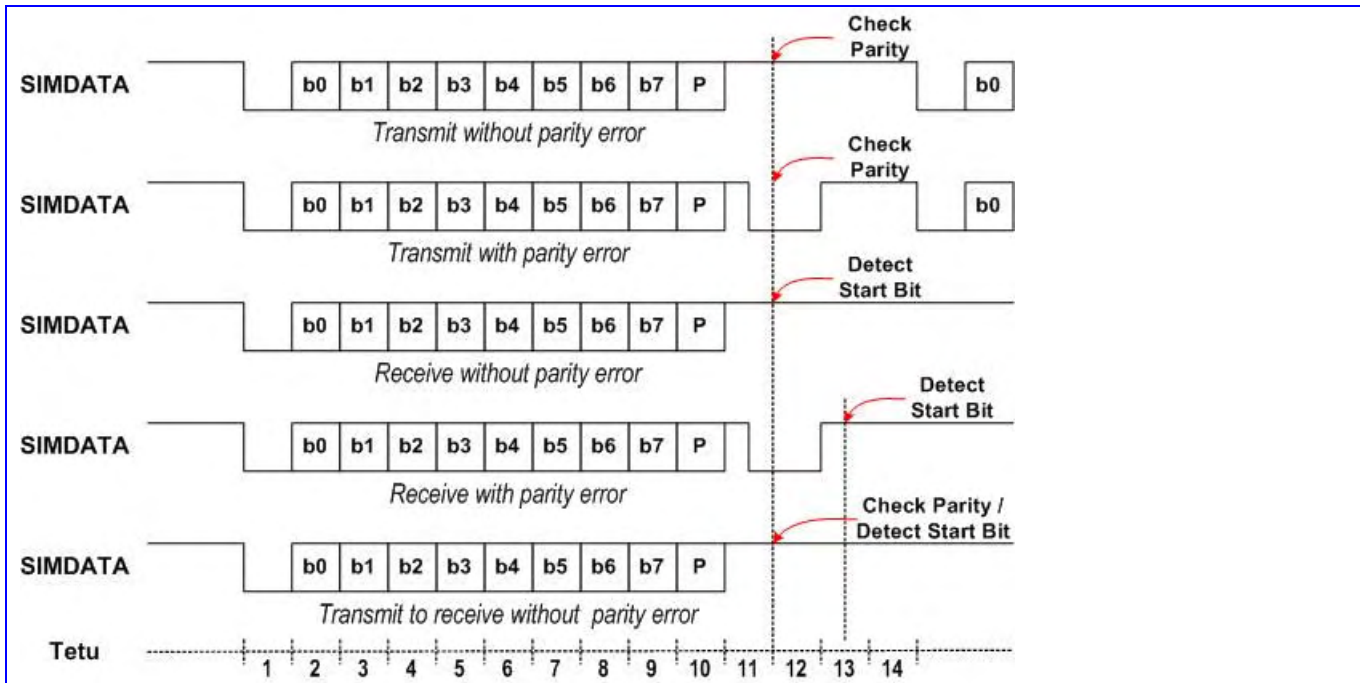 Check
Parity
SIMDATA b0 b1 b2 b3 b4 b5 b6 b7 P b0
Transmit without parity error
Check
Parity
SIMDATA b0 b1 b2 b3 b4 b5 b6 b7 P b0
Transmit with parity error
Detect
Start Bit
SIMDATA b0 b1 b2 b3 b4 b5 b6 b7 P
Receive without parity error
Detect
Start Bit
SIMDATA b0 b1 b2 b3 b4 b5 b6 b7 P
Receive with parity error
Check Parity /
Detect Start Bit
SIMDATA b0 b1 b2 b3 b4 b5 b6 b7 P
Transmit to receive without parity error
Tetu 1 2 3 4 5 6 7 8 9 10 11 12 13 14